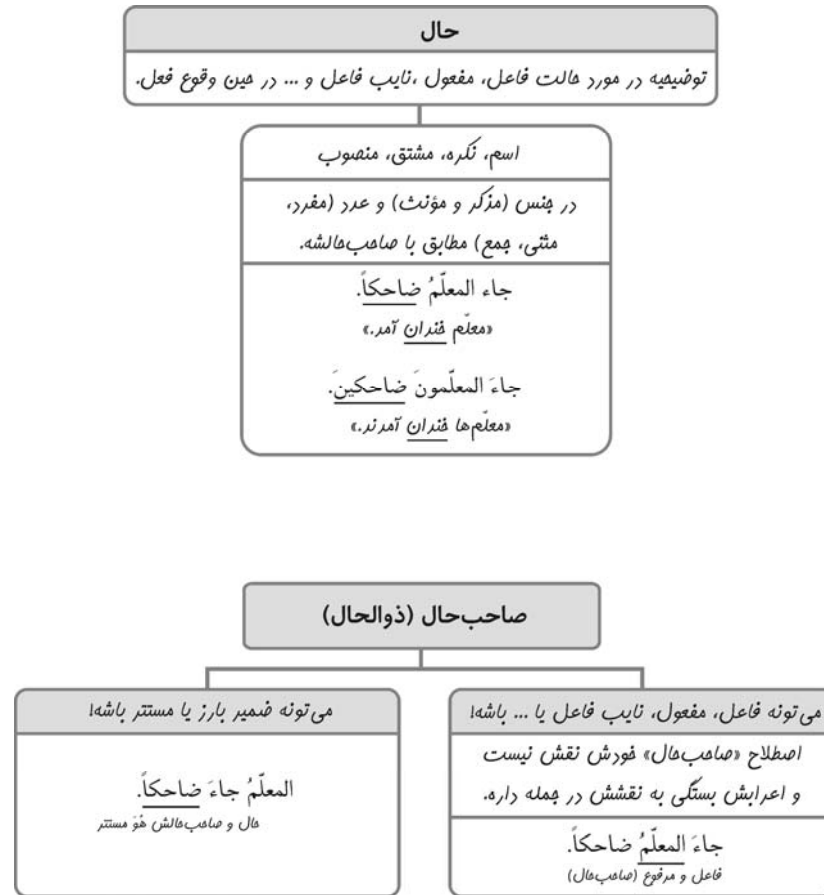 حال
توضیحیه در مورد حالت فاعل، مفعول، نایب فاعل و ... در حین وقوع فعل.
اسم، نکره، مشتق، منصوب
در جنس (مذکر و مؤنث) و عدد (مفرد،
مثنی، جمع) مطابق با صاحب‌حالشه.
جاء المعلّمُ ضاحکاً.
«معلّم خندان آمد.»
جاءَ المعلّمونَ ضاحکینَ.
«معلّم‌ها خندان آمدند.»
صاحب‌حال (ذوالحال)
می‌تونه فاعل، مفعول، نایب فاعل یا ... باشه!
اصطلاح «صاحب‌حال» خودش نقش نیست
و اعرابش بستگی به نقشش در جمله داره.
جاءَ المعلّمُ ضاحکاً.
فاعل و مرفوع (صاحب‌حال)
می‌تونه ضمیر بارز یا مستتر باشه!
المعلّمُ جاءَ ضاحکاً.
حال و صاحب‌حالش هُوَ مستتر